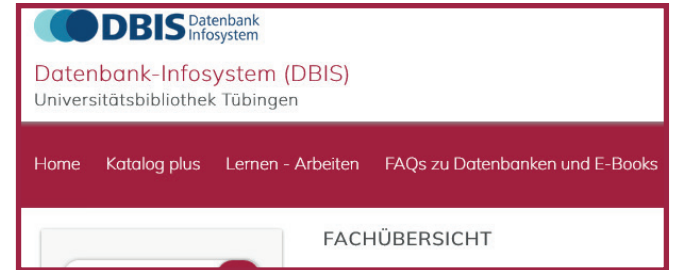 DBIS Datenbank
Infosystem
Datenbank-Infosystem (DBIS)
Universitätsbibliothek Tübingen
Home Katalog plus Lernen - Arbeiten FAQs zu Datenbanken und E-Books
FACHÜBERSICHT